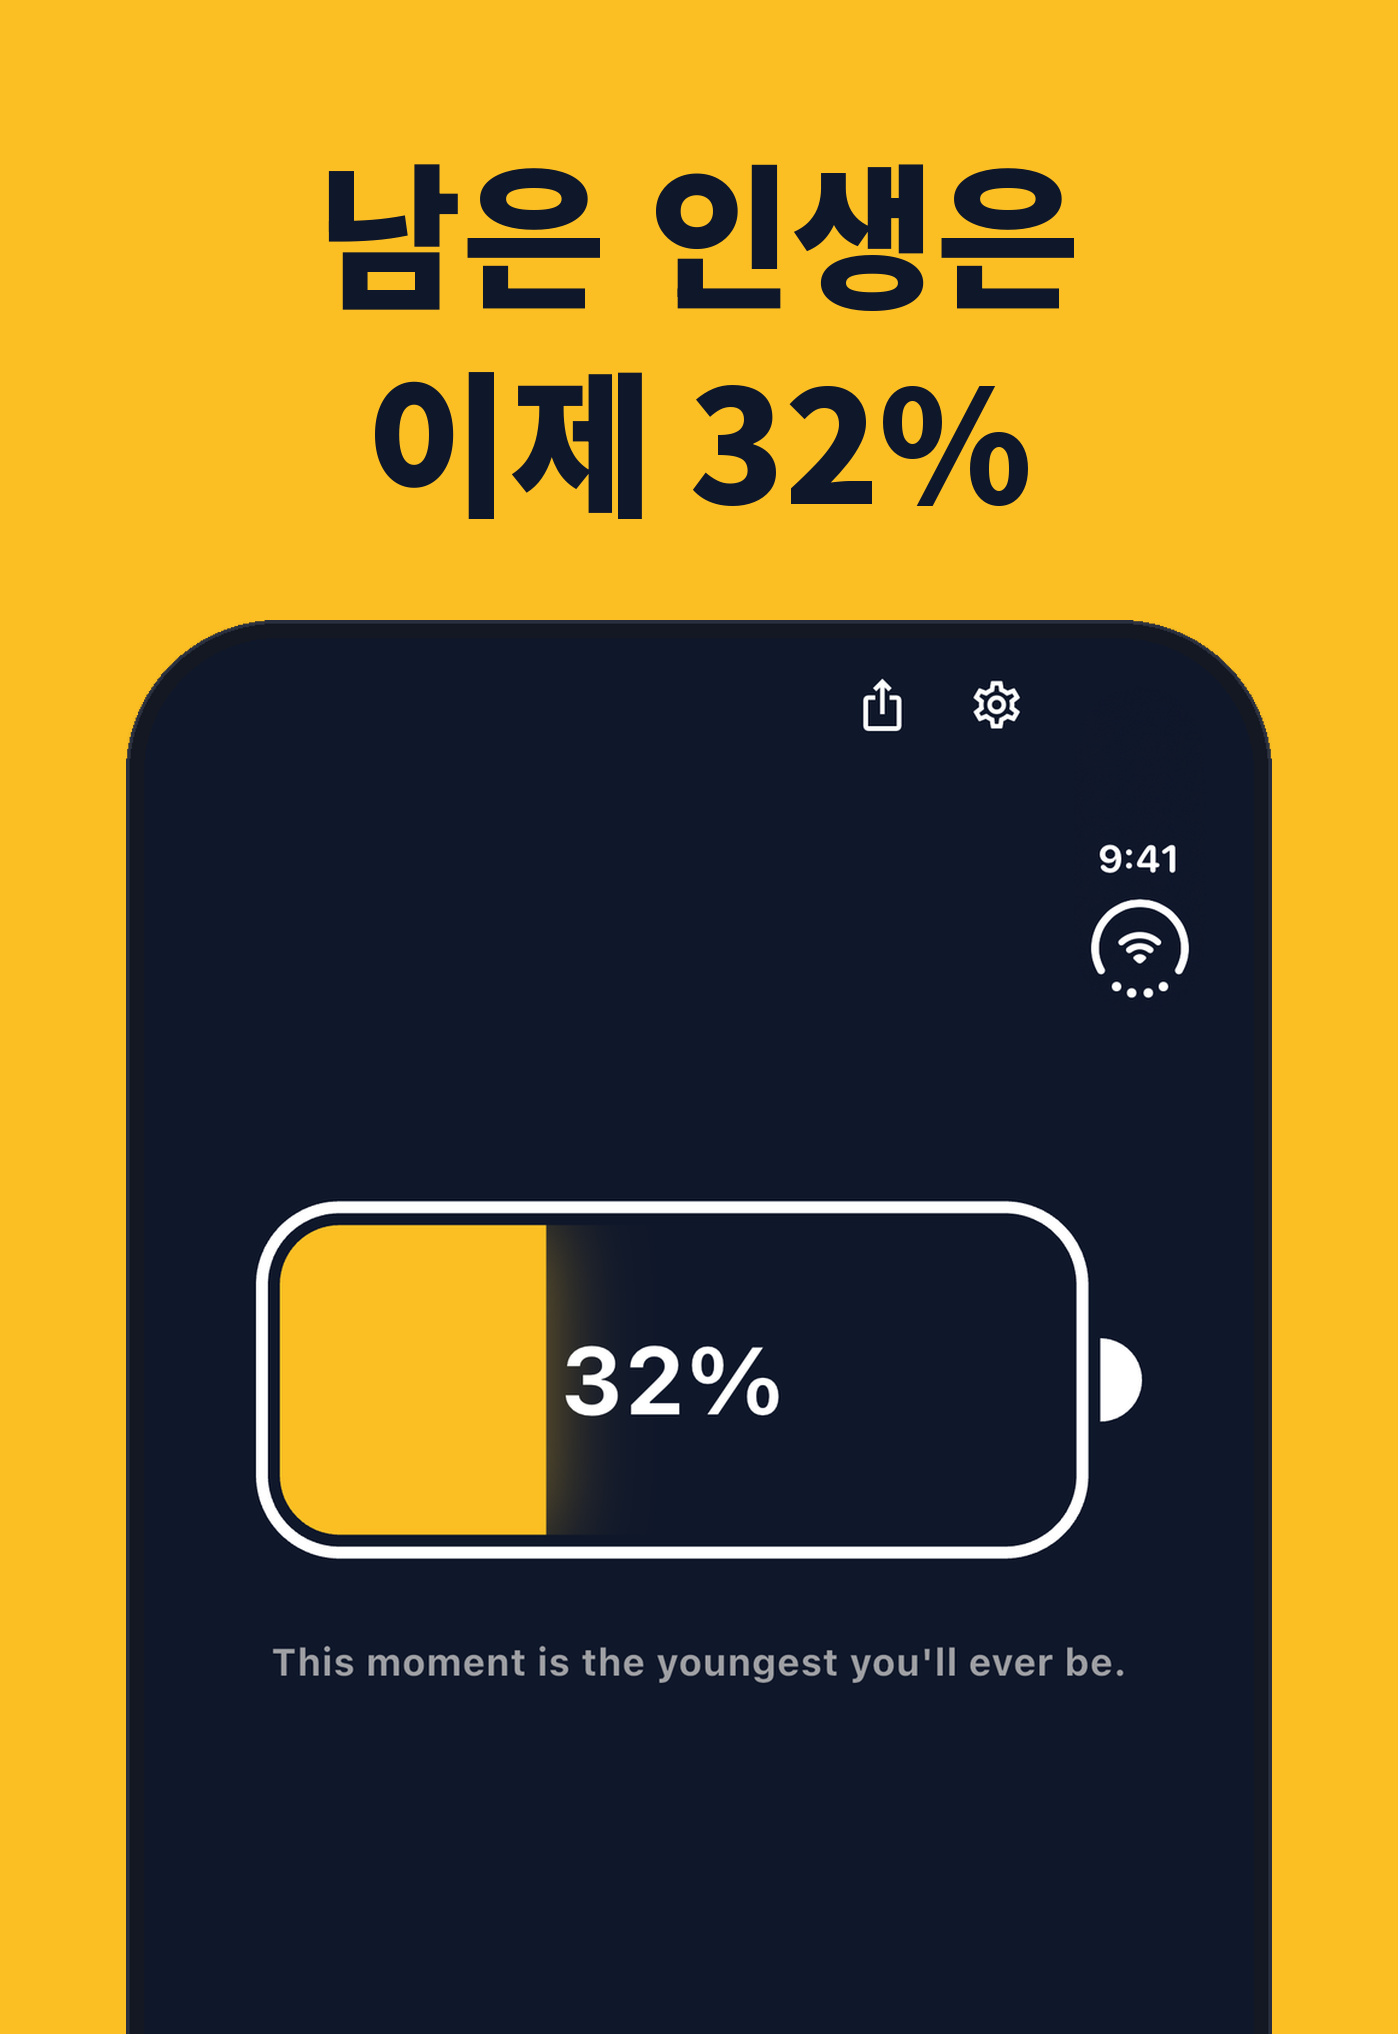 남은 인생은
이제 32%
9:41
32%
This moment is the youngest you'll ever be.